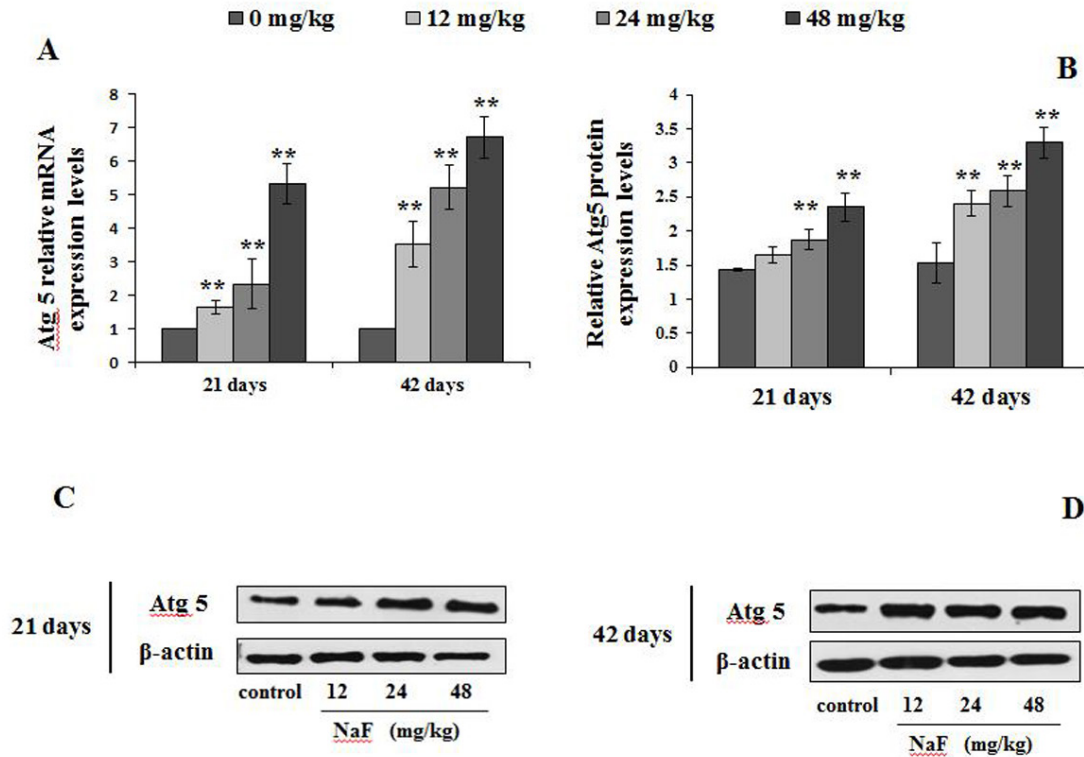 0 mg/kg 12 mg/kg 24 mg/kg 48 mg/kg
A
Atg 5 relative mRNA
expression levels
8
7
6
5
4
3
2
1
0
** ** **
** ** **
21 days 42 days
B
Relative Atg5 protein
expression levels
4
3.5
3
2.5
2
1.5
1
0.5
0
** **
** ** **
21 days 42 days
C
21 days
Atg 5
β-actin
control 12 24 48
NaF (mg/kg)
D
42 days
Atg 5
β-actin
control 12 24 48
NaF (mg/kg)